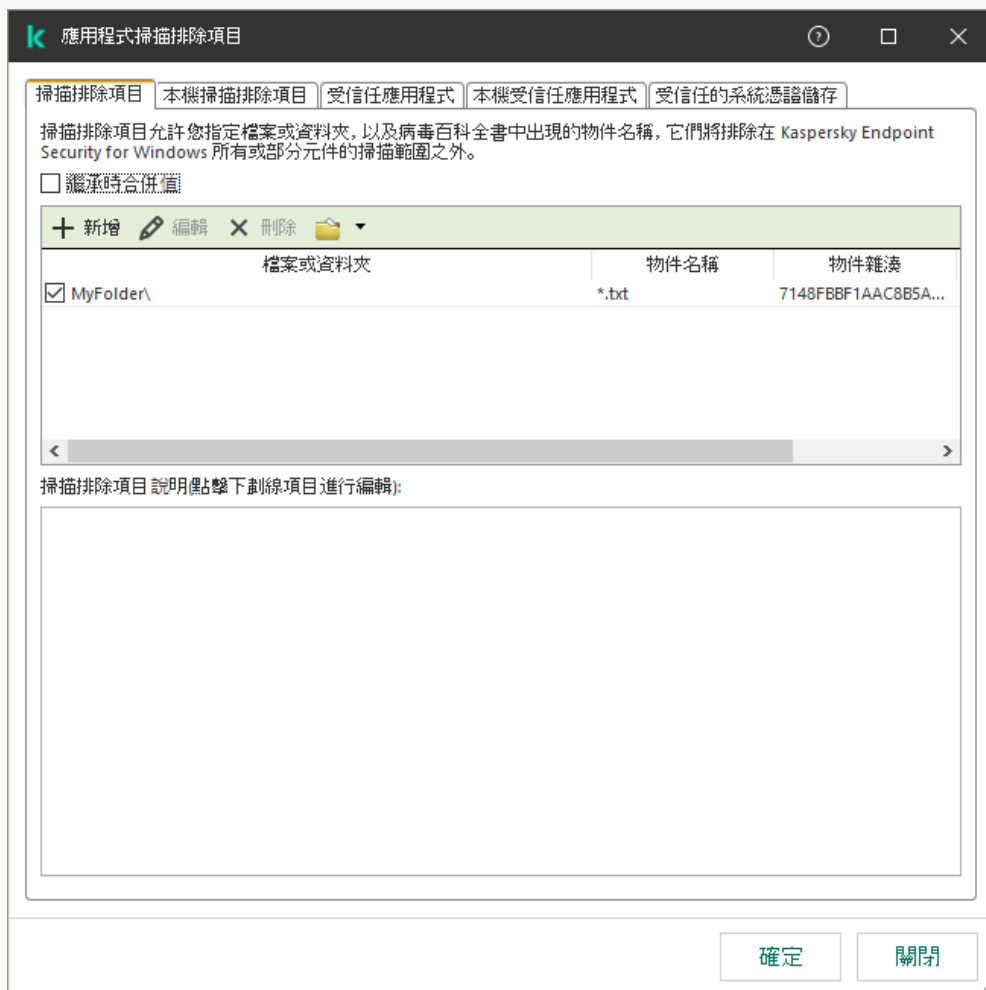 應用程式掃描排除項目
掃描排除項目 本機掃描排除項目 受信任應用程式 本機受信任應用程式 受信任的系統憑證儲存
掃描排除項目允許您指定檔案或資料夾, 以及病毒百科全書中出現的物件名稱, 它們將排除在 Kaspersky Endpoint
Security for Windows 所有或部分元件的掃描範圍之外。
繼承時合併值
新增 編輯 刪除
檔案或資料夾 物件名稱 物件雜湊
MyFolder\ *.txt 7148FBBF1AAC8B5A...
掃描排除項目 說明(點擊下劃線項目進行編輯):
確定 關閉